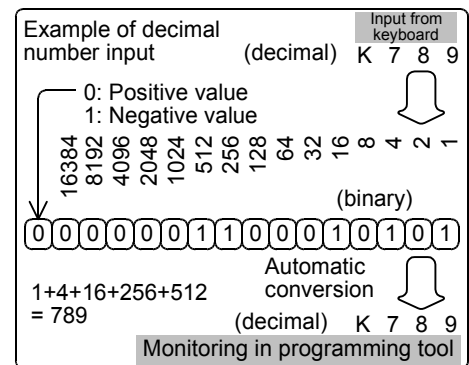 Example of decimal
number input
Input from
keyboard
(decimal) K 7 8 9
0: Positive value
1: Negative value
16384 8192 4096 2048 1024 512 256 128 64 32 16 8 4 2 1
(binary)
0 0 0 0 0 0 1 1 0 0 0 1 0 1 0 1
Automatic
conversion
1+4+16+256+512
= 789
(decimal) K 7 8 9
Monitoring in programming tool